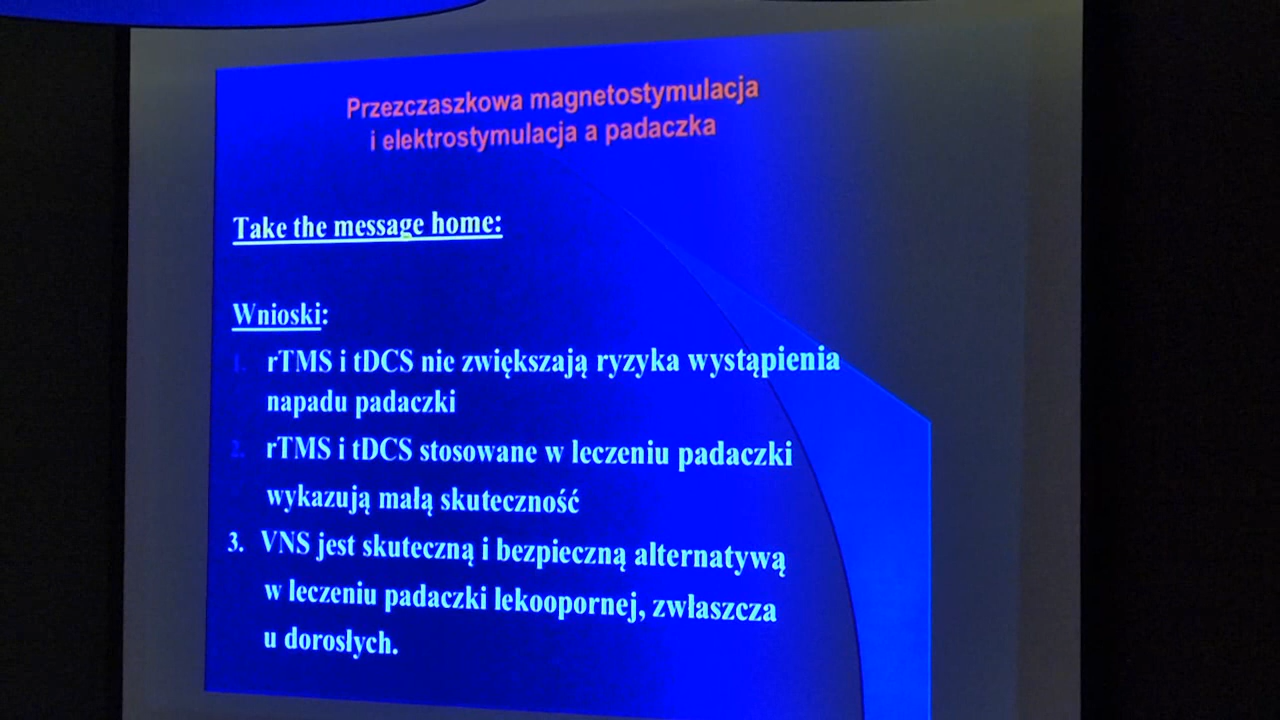 Przezczaszkowa magnetostymulacja
i elektrostymulacja a padaczka
Take the message home:
Wnioski:
1. rTMS i tDCS nie zwiększają ryzyka wystąpienia
napadu padaczki
2. rTMS i tDCS stosowane w leczeniu padaczki
wykazują małą skuteczność
3. VNS jest skuteczną i bezpieczną alternatywą
w leczeniu padaczki lekoopornej, zwłaszcza
u dorosłych.